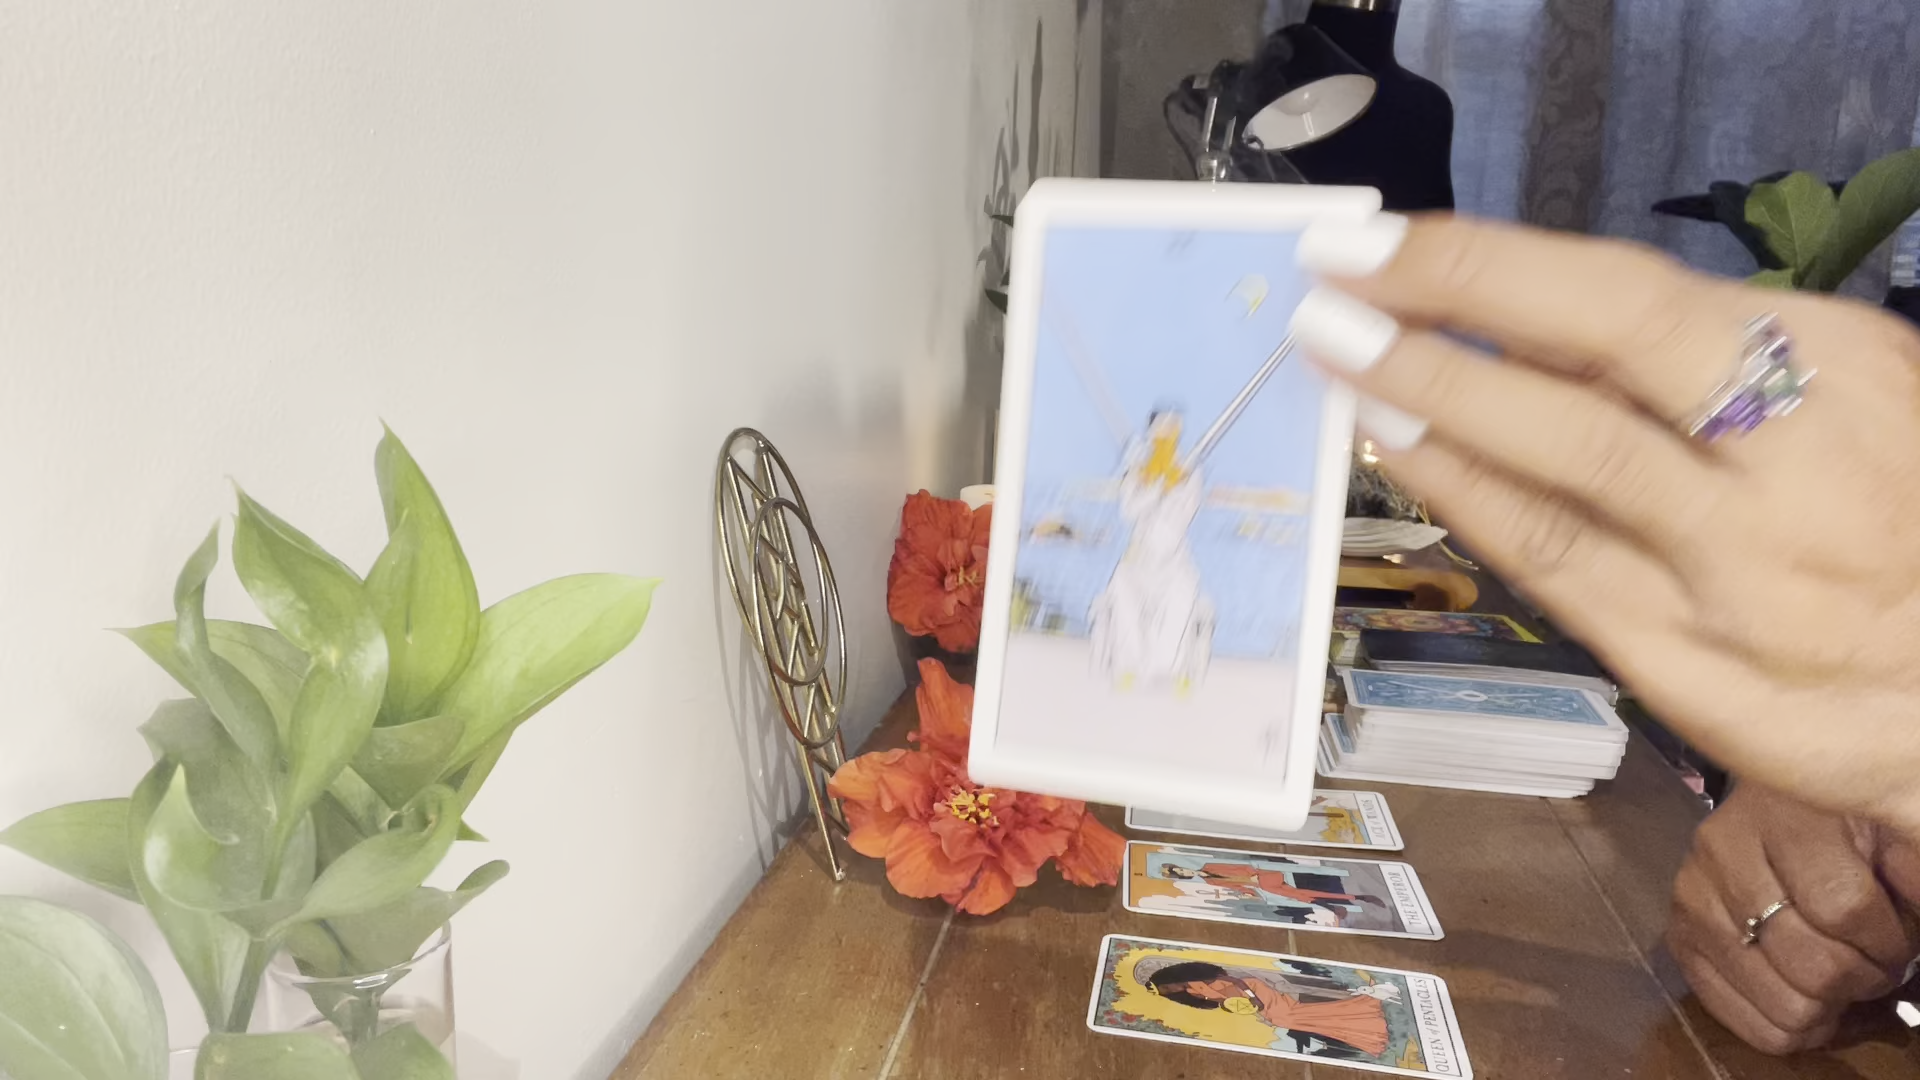 ACE of WANDS
THE EMPEROR
QUEEN of PENTACLES